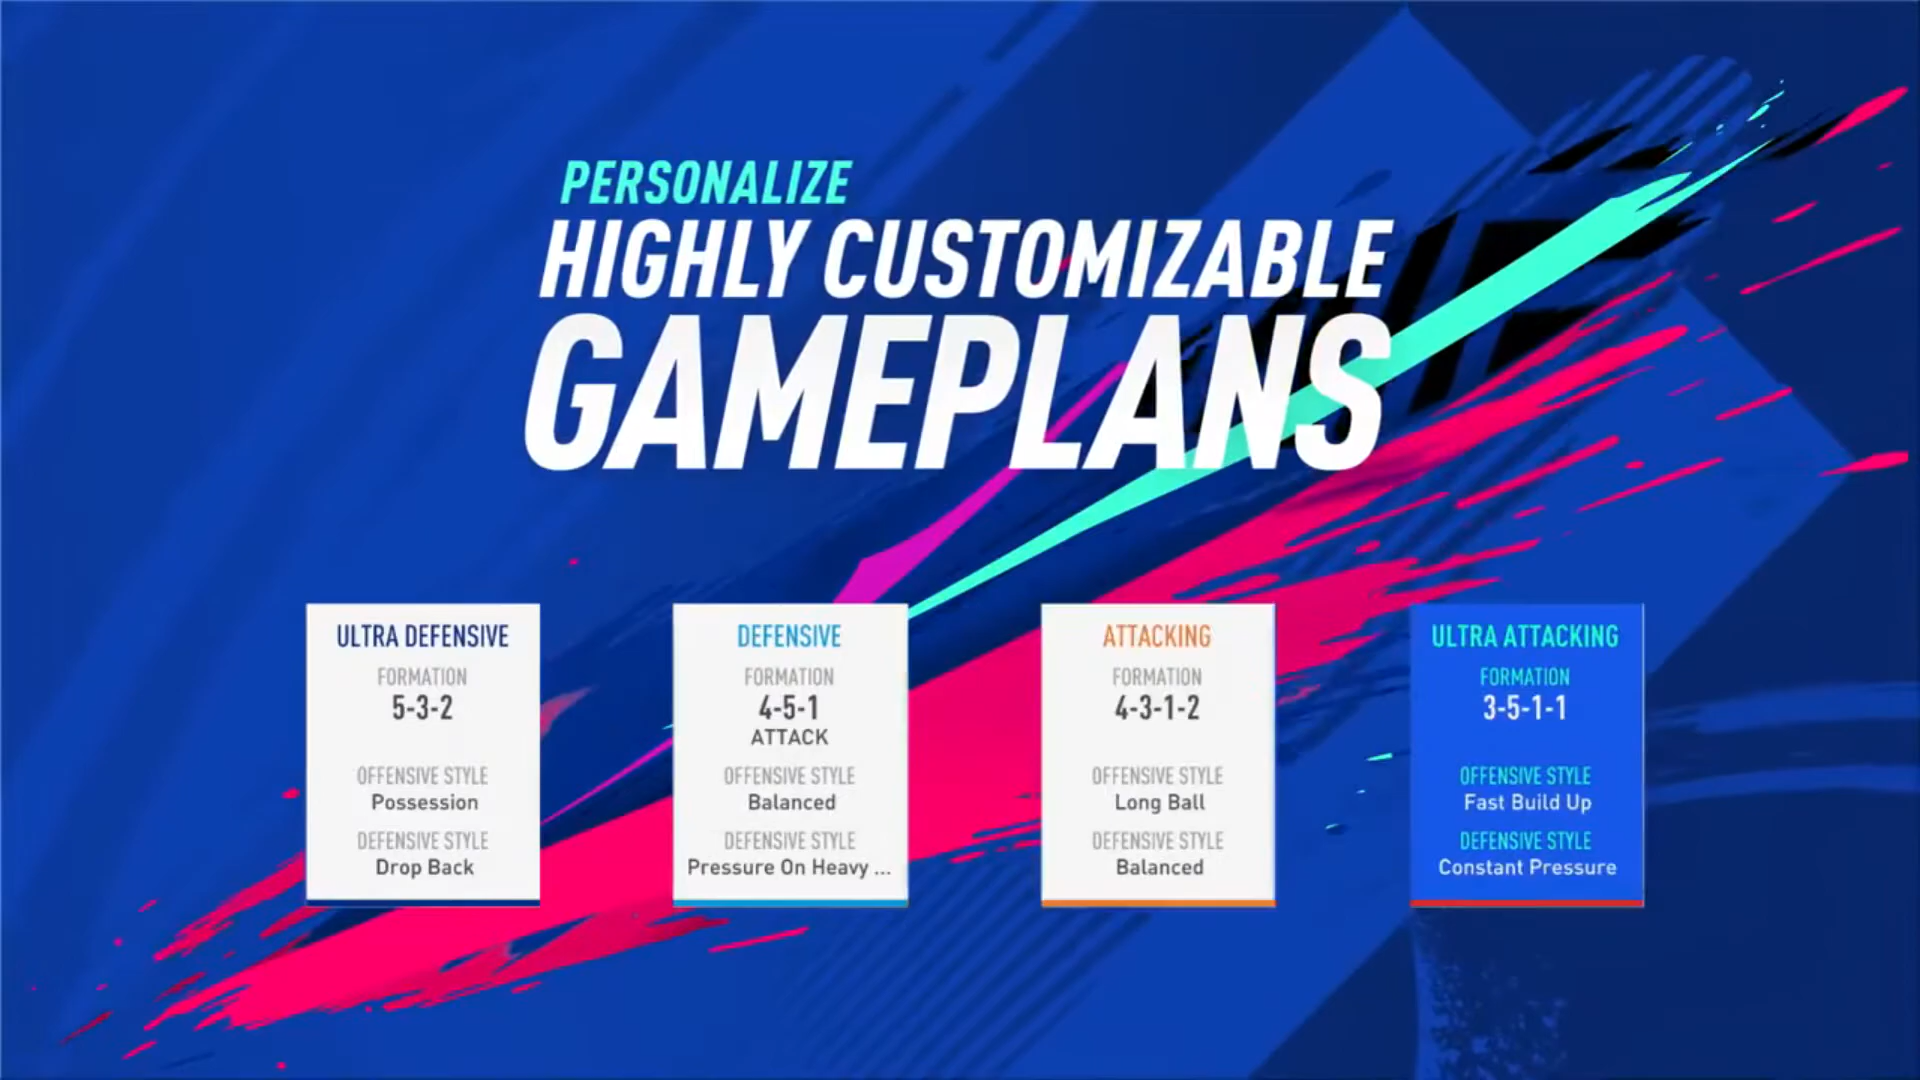 PERSONALIZE
HIGHLY CUSTOMIZABLE
GAMEPLANS
ULTRA DEFENSIVE
FORMATION
5-3-2
OFFENSIVE STYLE
Possession
DEFENSIVE STYLE
Drop Back
DEFENSIVE
FORMATION
4-5-1
ATTACK
OFFENSIVE STYLE
Balanced
DEFENSIVE STYLE
Pressure On Heavy ...
ATTACKING
FORMATION
4-3-1-2
OFFENSIVE STYLE
Long Ball
DEFENSIVE STYLE
Balanced
ULTRA ATTACKING
FORMATION
3-5-1-1
OFFENSIVE STYLE
Fast Build Up
DEFENSIVE STYLE
Constant Pressure